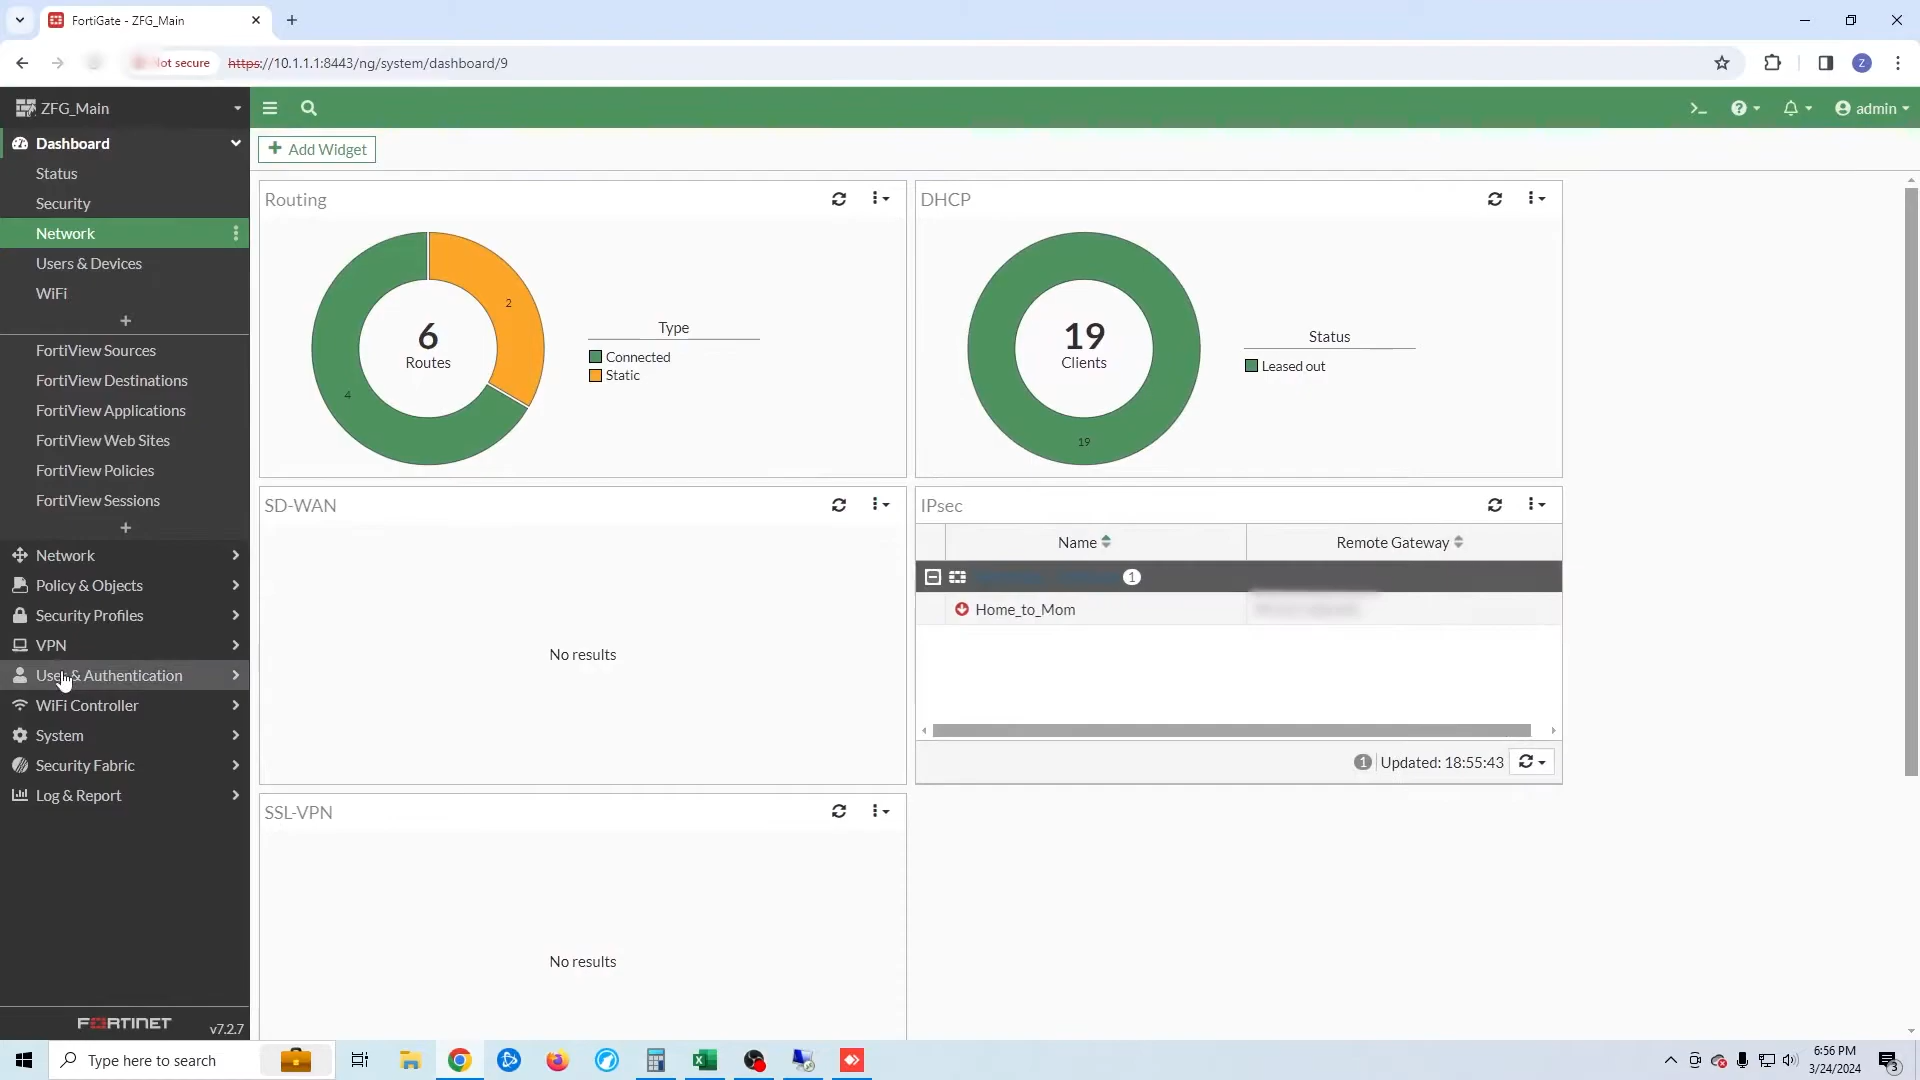 FortiGate - ZFG_Main
Not secure
https://10.1.1.1:8443/ng/system/dashboard/9
Z
ZFG_Main
admin
Dashboard
Status
Security
Network
Users & Devices
WiFi
FortiView Sources
FortiView Destinations
FortiView Applications
FortiView Web Sites
FortiView Policies
FortiView Sessions
Network
Policy & Objects
Security Profiles
VPN
User & Authentication
WiFi Controller
System
Security Fabric
Log & Report
FORTINET
v7.2.7
Add Widget
Routing
2
4
6
Routes
Type
Connected
Static
DHCP
19
Clients
19
Status
Leased out
SD-WAN
No results
IPsec
Name
Remote Gateway
1
Home_to_Mom
1
Updated: 18:55:43
SSL-VPN
No results
Type here to search
6:56 PM
3/24/2024
3